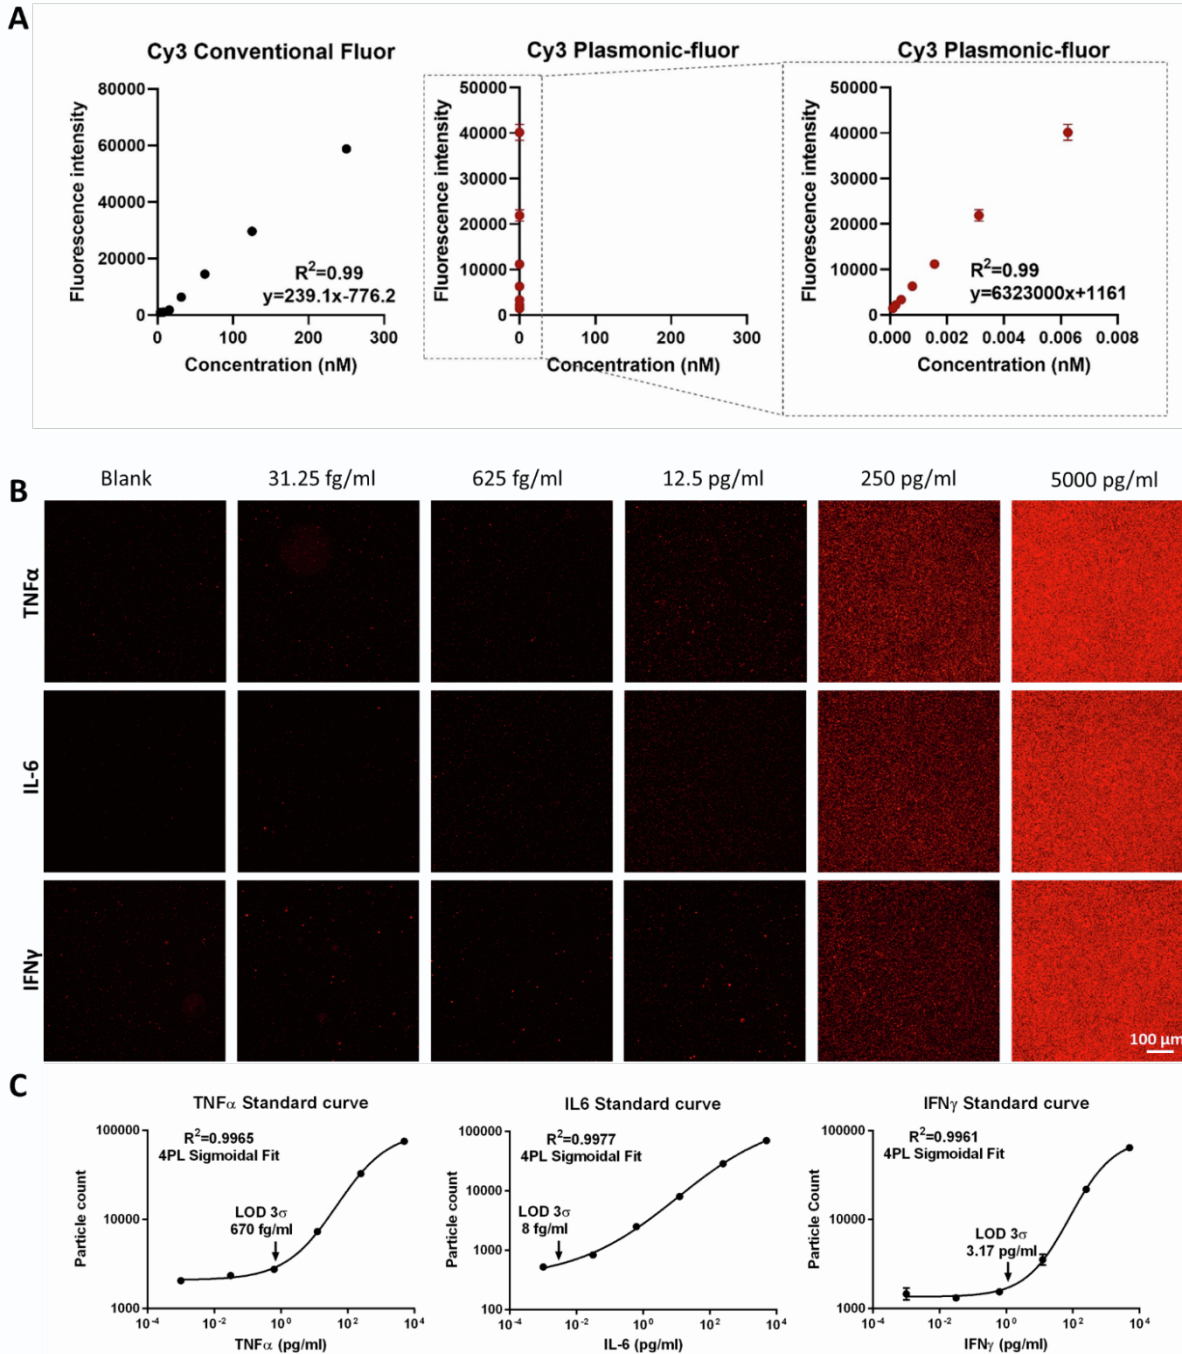 A
Cy3 Conventional Fluor
80000
60000
40000
20000
0
0 100 200 300
Fluorescence intensity
Concentration (nM)
R²=0.99
y=239.1x-776.2
Cy3 Plasmonic-fluor
50000
40000
30000
20000
10000
0
0 100 200 300
Fluorescence intensity
Concentration (nM)
Cy3 Plasmonic-fluor
50000
40000
30000
20000
10000
0
0.000 0.002 0.004 0.006 0.008
Fluorescence intensity
Concentration (nM)
R²=0.99
y=6323000x+1161
B
Blank 31.25 fg/ml 625 fg/ml 12.5 pg/ml 250 pg/ml 5000 pg/ml
TNFα
IL-6
IFNγ
100 µm
C
TNFα Standard curve
R²=0.9965
4PL Sigmoidal Fit
LOD 3σ
670 fg/ml
100000
10000
1000
Particle count
10⁻⁴ 10⁻² 10⁰ 10² 10⁴
TNFα (pg/ml)
IL6 Standard curve
R²=0.9977
4PL Sigmoidal Fit
LOD 3σ
8 fg/ml
100000
10000
1000
100
Particle count
10⁻⁴ 10⁻² 10⁰ 10² 10⁴
IL-6 (pg/ml)
IFNγ Standard curve
R²=0.9961
4PL Sigmoidal Fit
LOD 3σ
3.17 pg/ml
100000
10000
1000
Particle Count
10⁻⁴ 10⁻² 10⁰ 10² 10⁴
IFNγ (pg/ml)